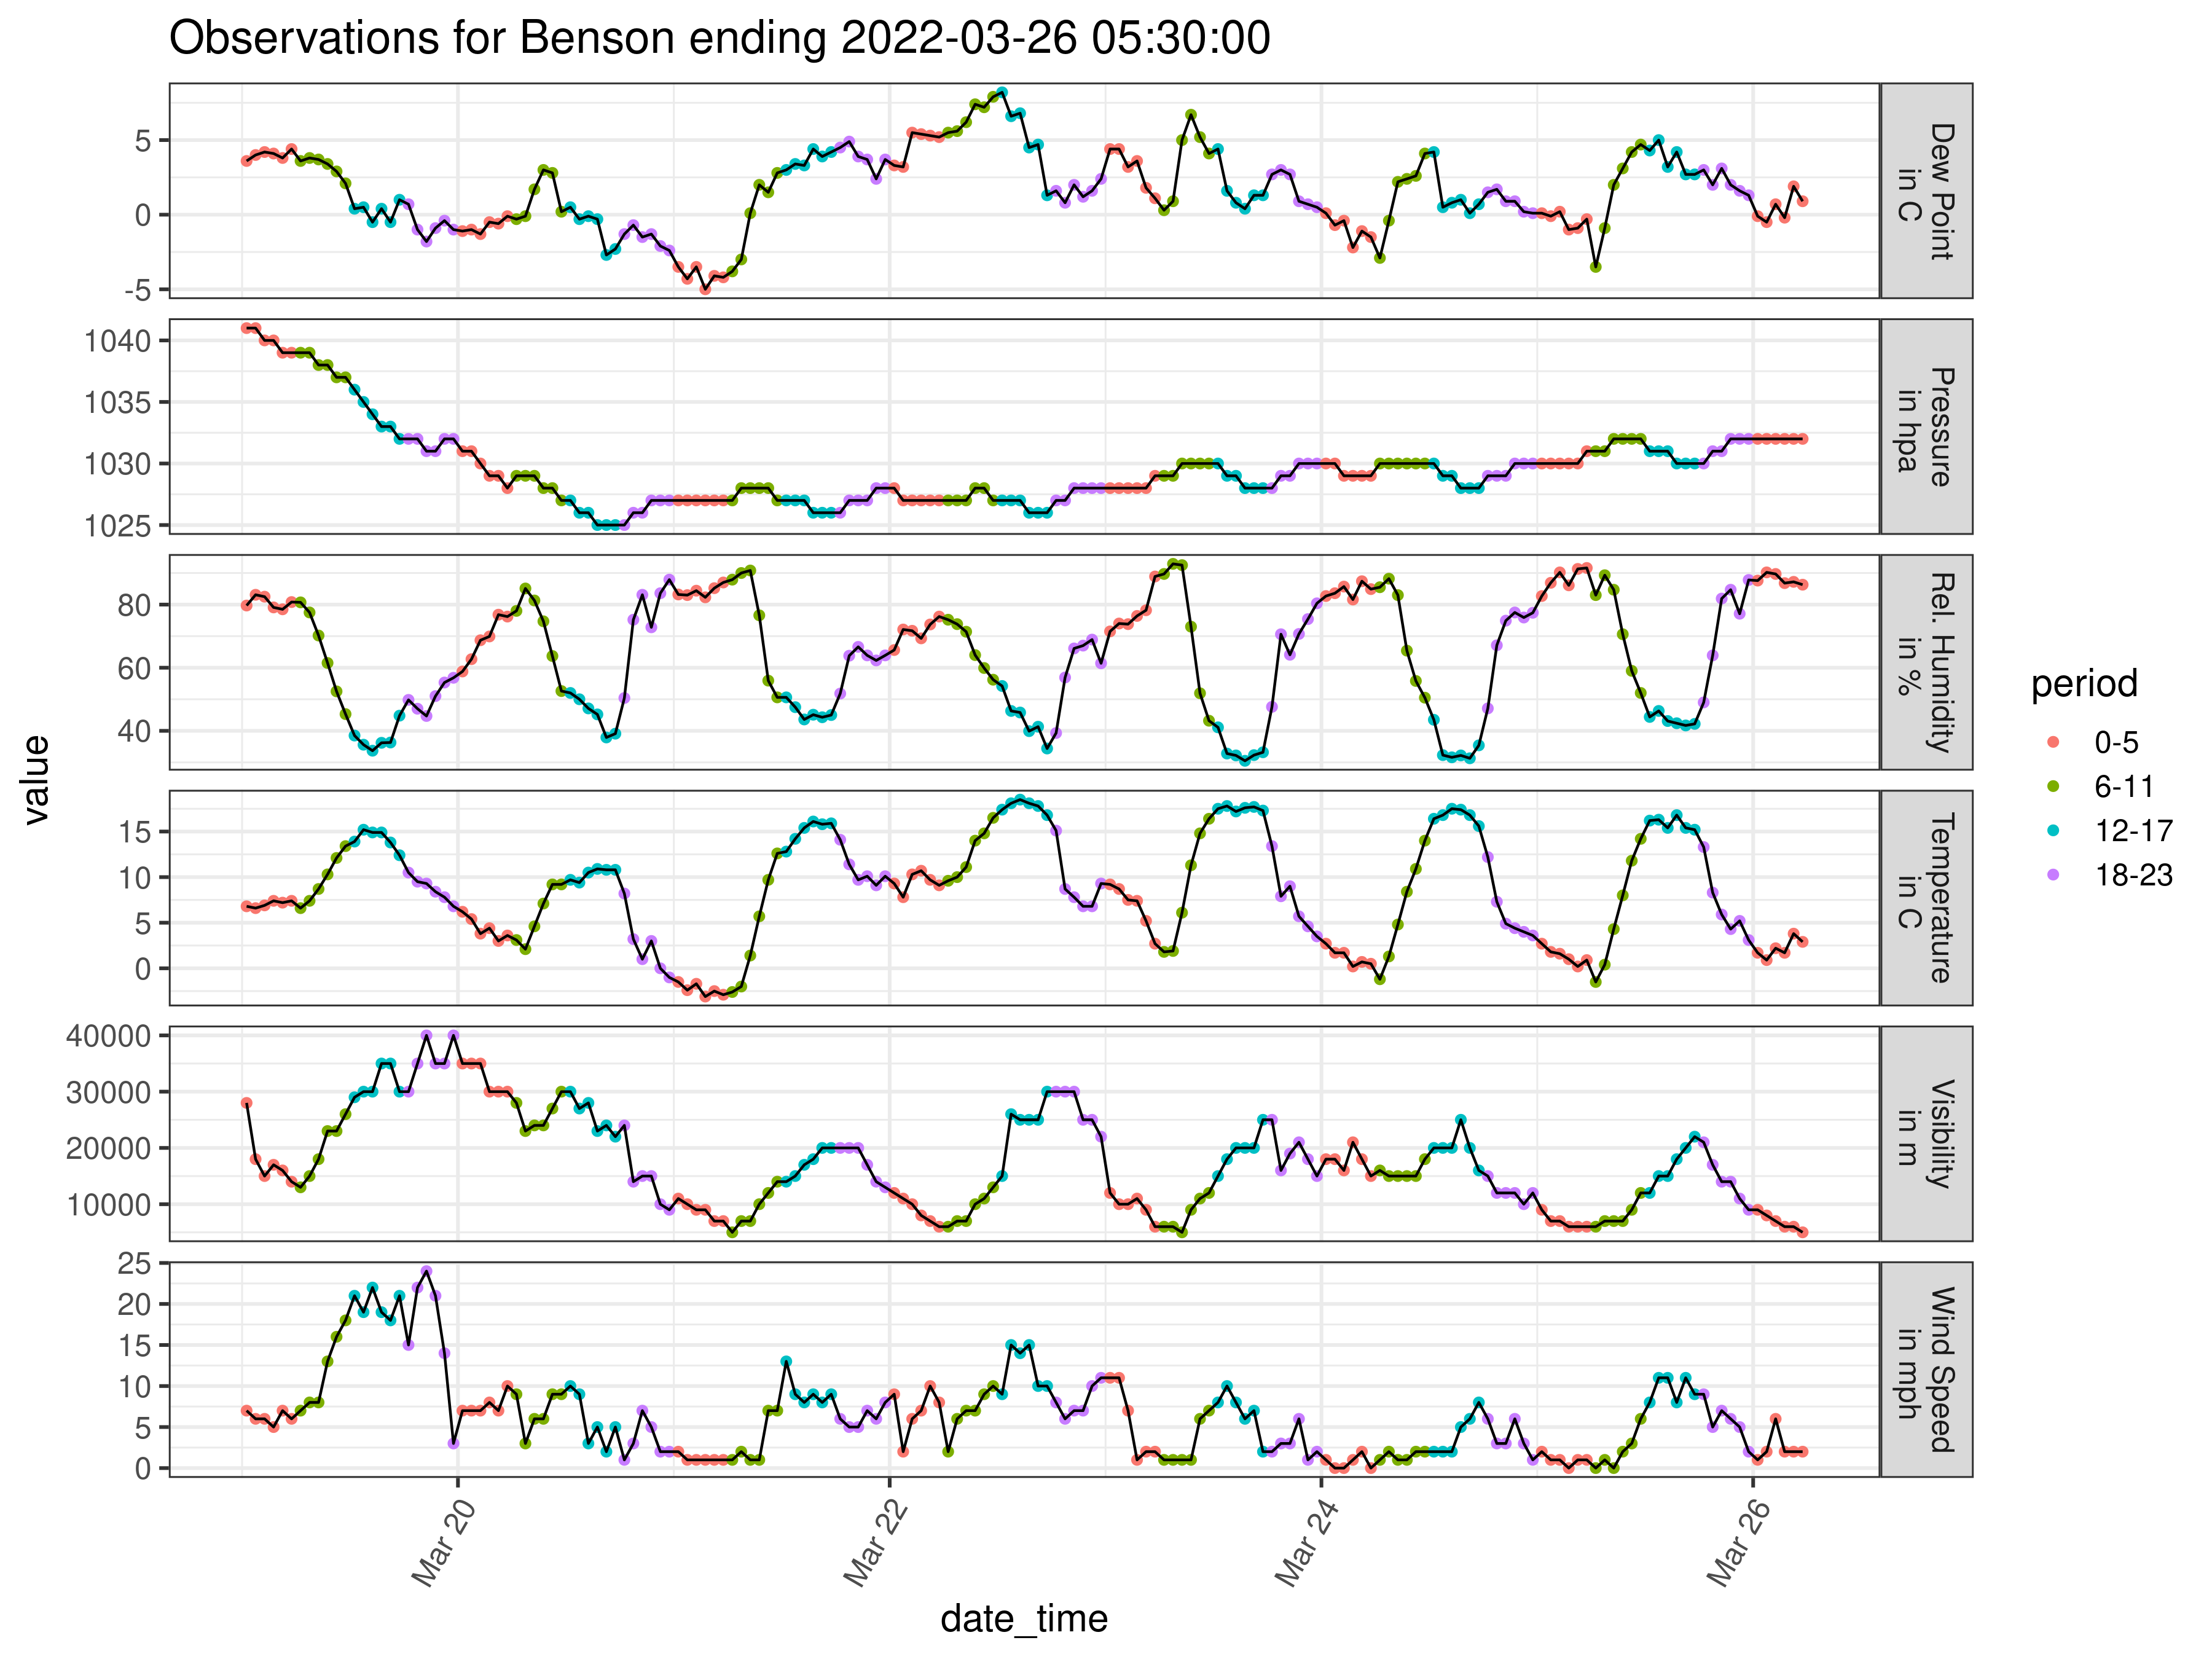 Observations for Benson ending 2022-03-26 05:30:00
5
0
-5
Dew Point
in C
1040
1035
1030
1025
Pressure
in hpa
80
60
40
Rel. Humidity
in %
15
10
5
0
Temperature
in C
40000
30000
20000
10000
Visibility
in m
25
20
15
10
5
0
Wind Speed
in mph
value
Mar 20
Mar 22
Mar 24
Mar 26
date_time
period
0-5
6-11
12-17
18-23